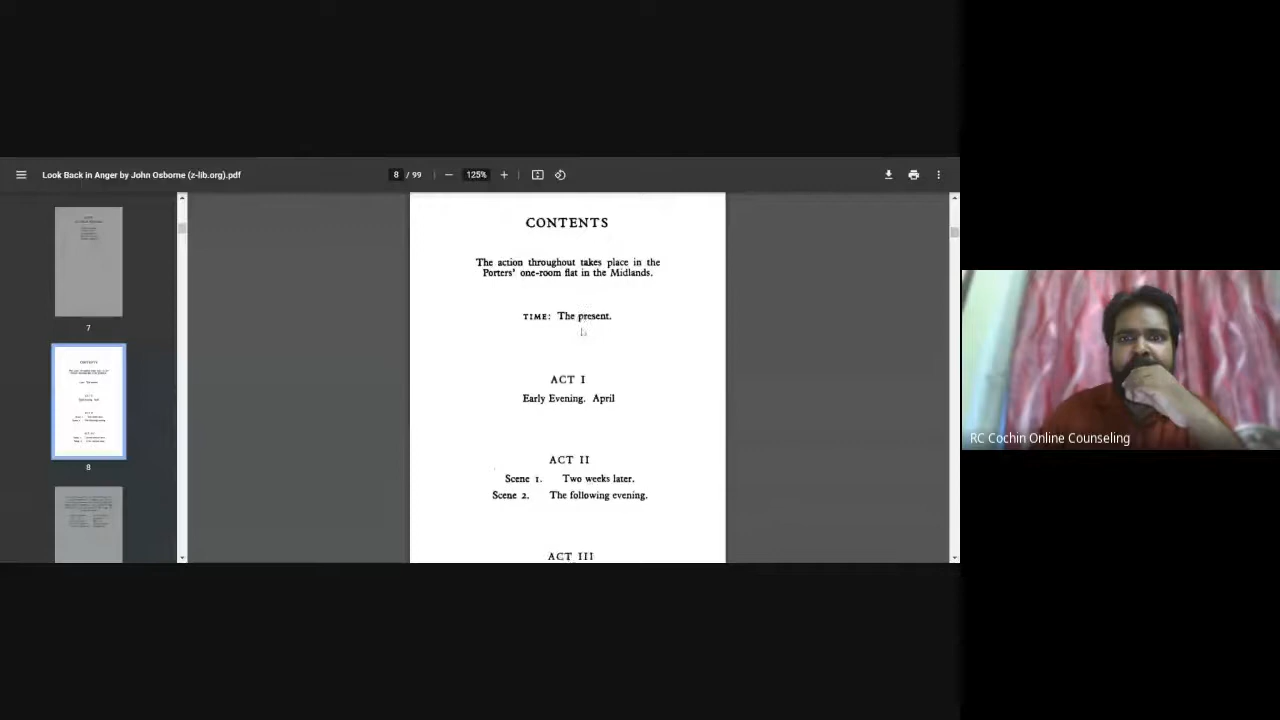 Look Back in Anger by John Osborne (z-lib.org).pdf
8 / 99
125%
7
8
CONTENTS
The action throughout takes place in the
Porters' one-room flat in the Midlands.
TIME: The present.
ACT I
Early Evening. April
ACT II
Scene 1. Two weeks later.
Scene 2. The following evening.
ACT III
RC Cochin Online Counseling